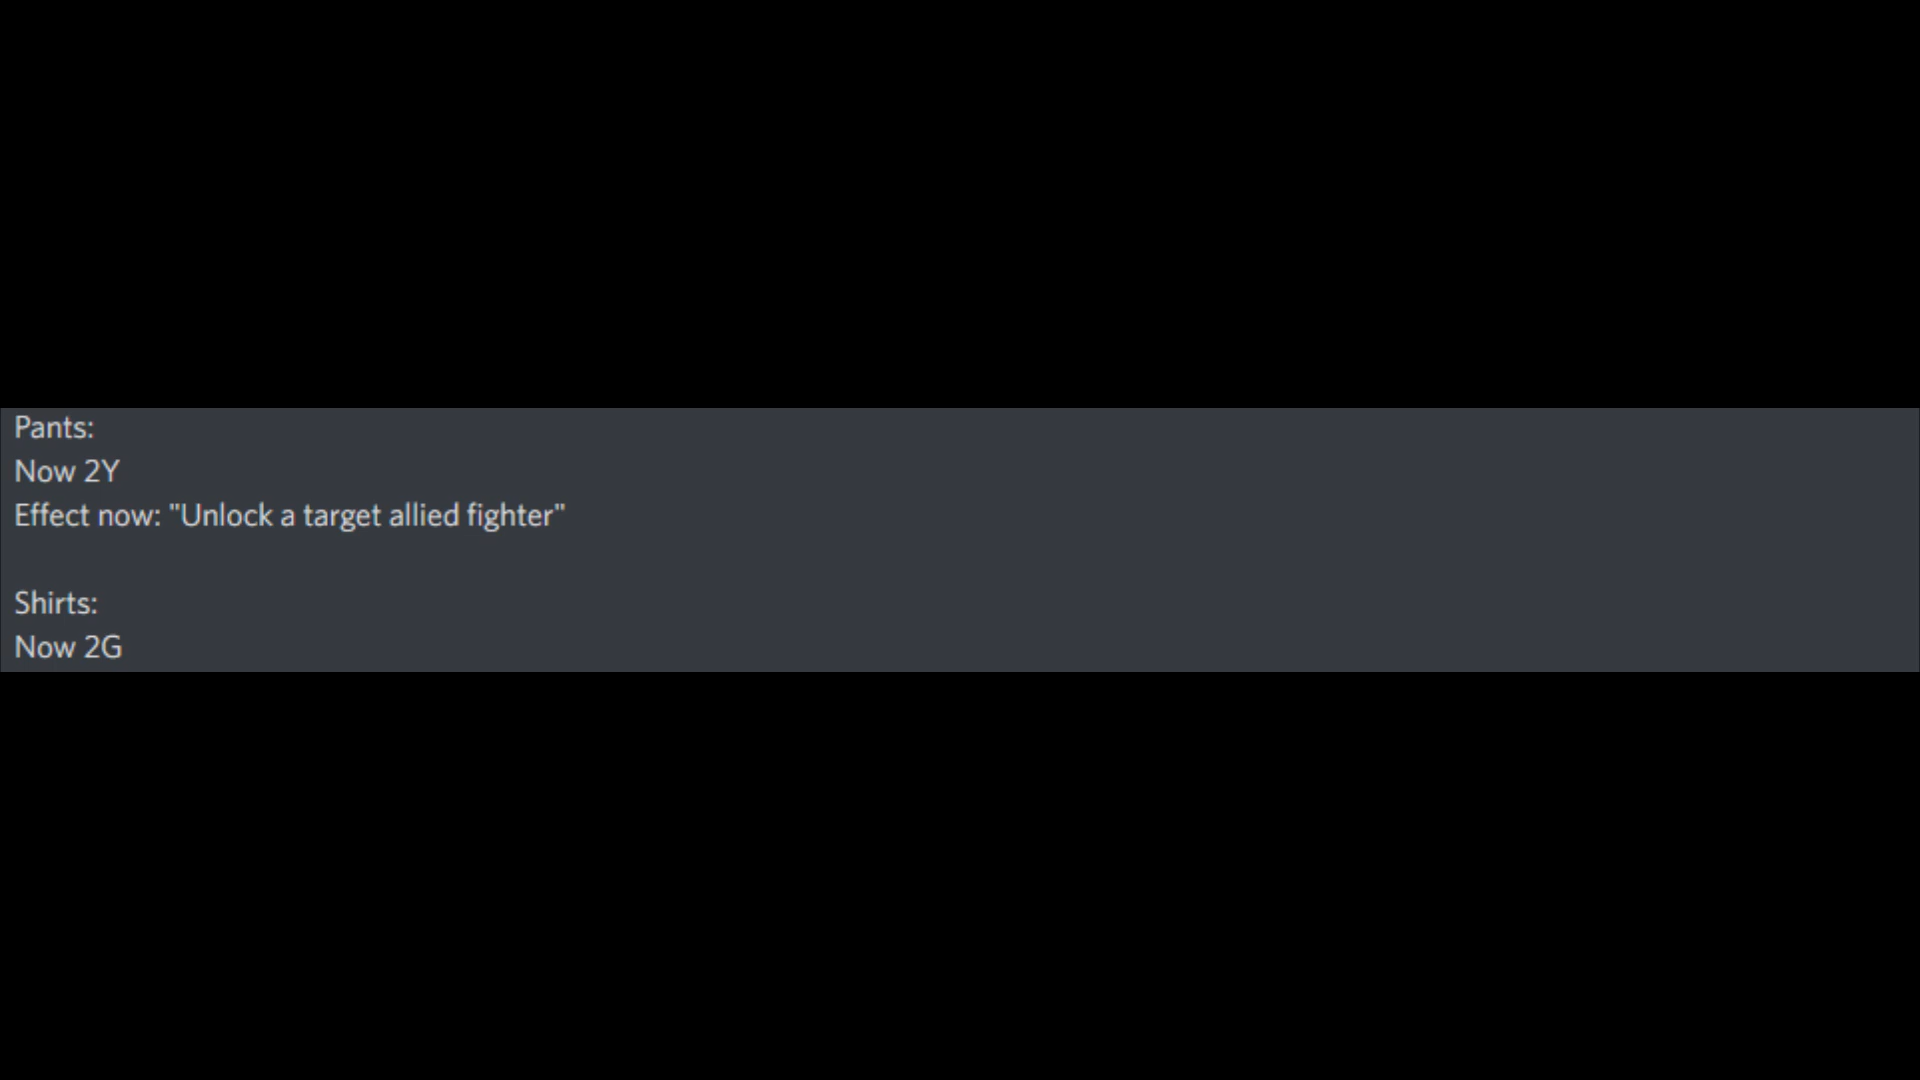 Pants:
Now 2Y
Effect now: "Unlock a target allied fighter"
Shirts:
Now 2G